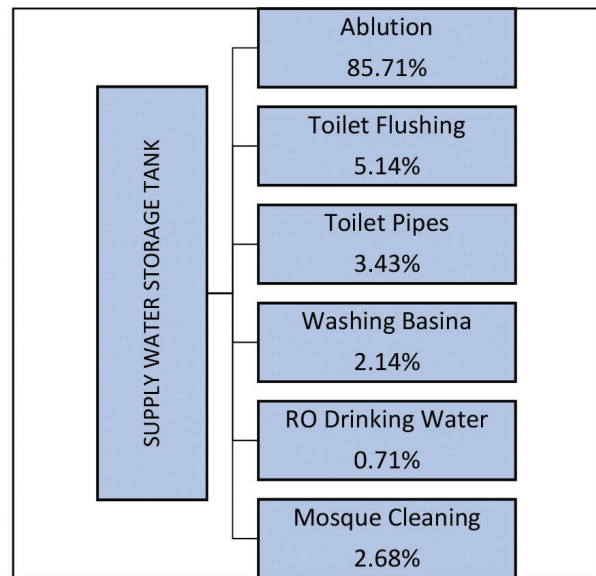 SUPPLY WATER STORAGE TANK
Ablution
85.71%
Toilet Flushing
5.14%
Toilet Pipes
3.43%
Washing Basina
2.14%
RO Drinking Water
0.71%
Mosque Cleaning
2.68%